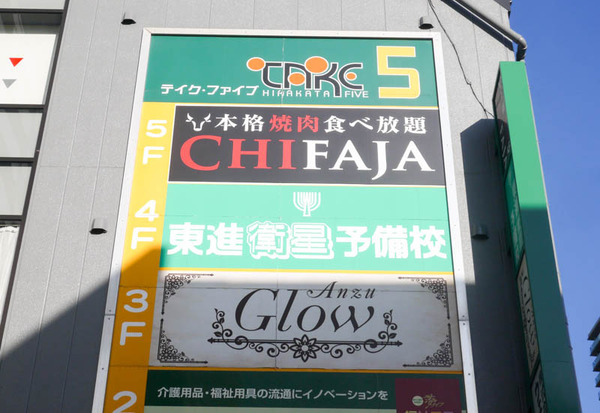 TAKE 5
テイク・ファイブ HIRAKATA FIVE
5F
本格焼肉食べ放題
CHIFAJA
4F
東進衛星予備校
3F
Anzu
Glow
2
介護用品・福祉用具の流通にイノベーションを